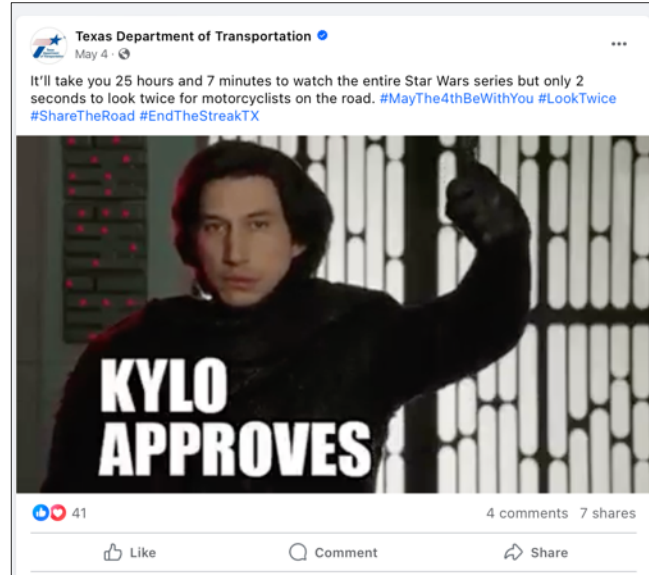 Texas Department of Transportation
May 4 ·
It'll take you 25 hours and 7 minutes to watch the entire Star Wars series but only 2
seconds to look twice for motorcyclists on the road. #MayThe4thBeWithYou #LookTwice
#ShareTheRoad #EndTheStreakTX
KYLO
APPROVES
41
4 comments 7 shares
Like Comment Share